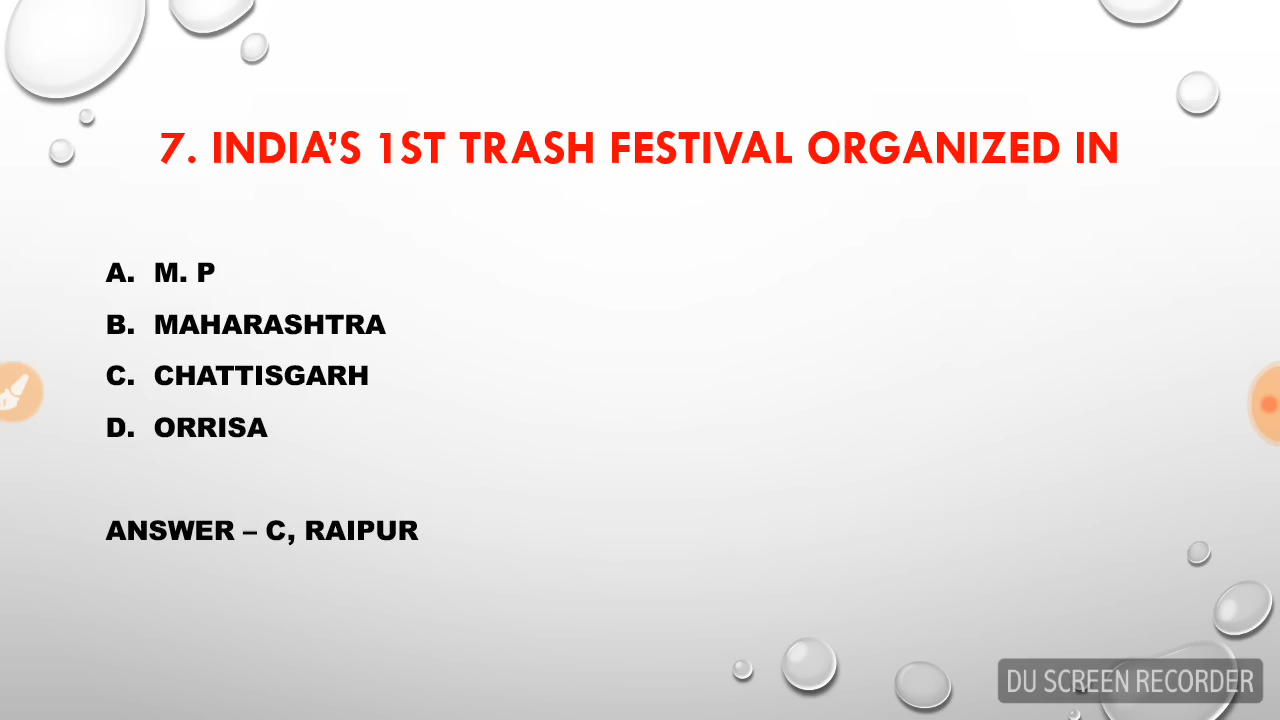 7. INDIA’S 1ST TRASH FESTIVAL ORGANIZED IN
A. M. P
B. MAHARASHTRA
C. CHATTISGARH
D. ORRISA
ANSWER – C, RAIPUR
DU SCREEN RECORDER